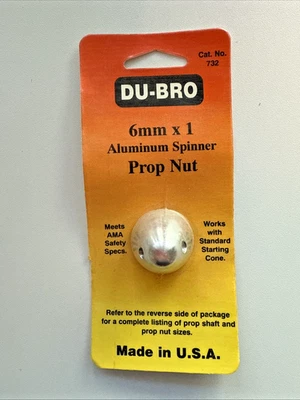 Cat. No.
732
DU-BRO
6mm x 1
Aluminum Spinner
Prop Nut
Meets
AMA
Safety
Specs.
Works
with
Standard
Starting
Cone.
Refer to the reverse side of package
for a complete listing of prop shaft and
prop nut sizes.
Made in U.S.A.